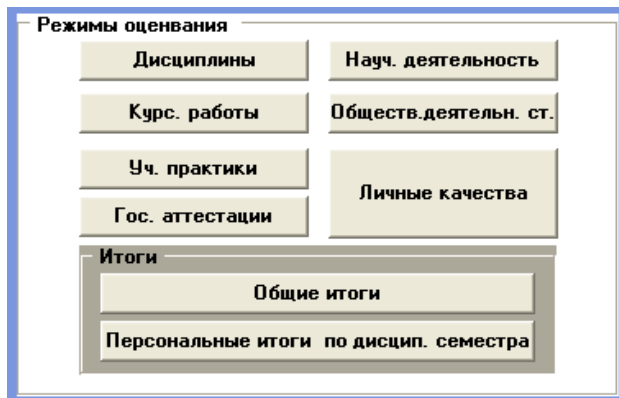 Режимы оценвания
Дисциплины
Науч. деятельность
Курс. работы
Обществ.деятельн. ст.
Уч. практики
Личные качества
Гос. аттестации
Итоги
Общие итоги
Персональные итоги по дисцип. семестра